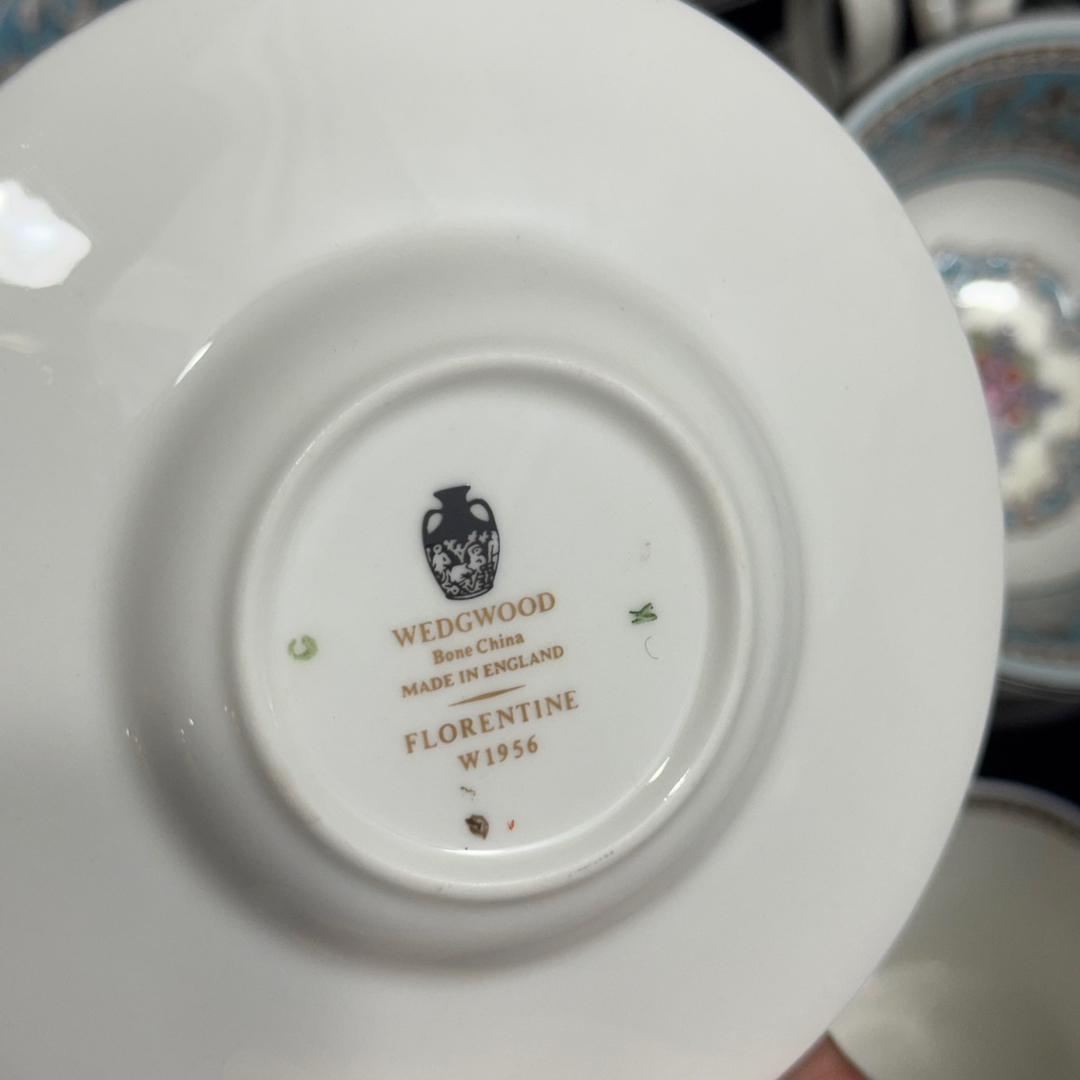 WEDGWOOD
Bone China
MADE IN ENGLAND
FLORENTINE
W1956